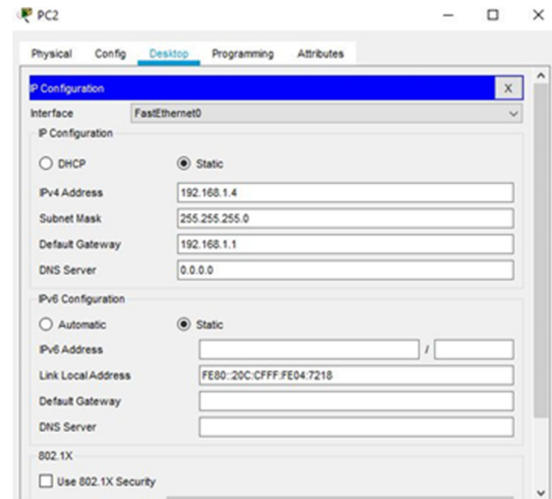 PC2
Physical Config Desktop Programming Attributes
IP Configuration X
Interface FastEthernet0
IP Configuration
DHCP Static
IPv4 Address 192.168.1.4
Subnet Mask 255.255.255.0
Default Gateway 192.168.1.1
DNS Server 0.0.0.0
IPv6 Configuration
Automatic Static
IPv6 Address /
Link Local Address FE80::20C:CFFF:FE04:7218
Default Gateway
DNS Server
802.1X
Use 802.1X Security